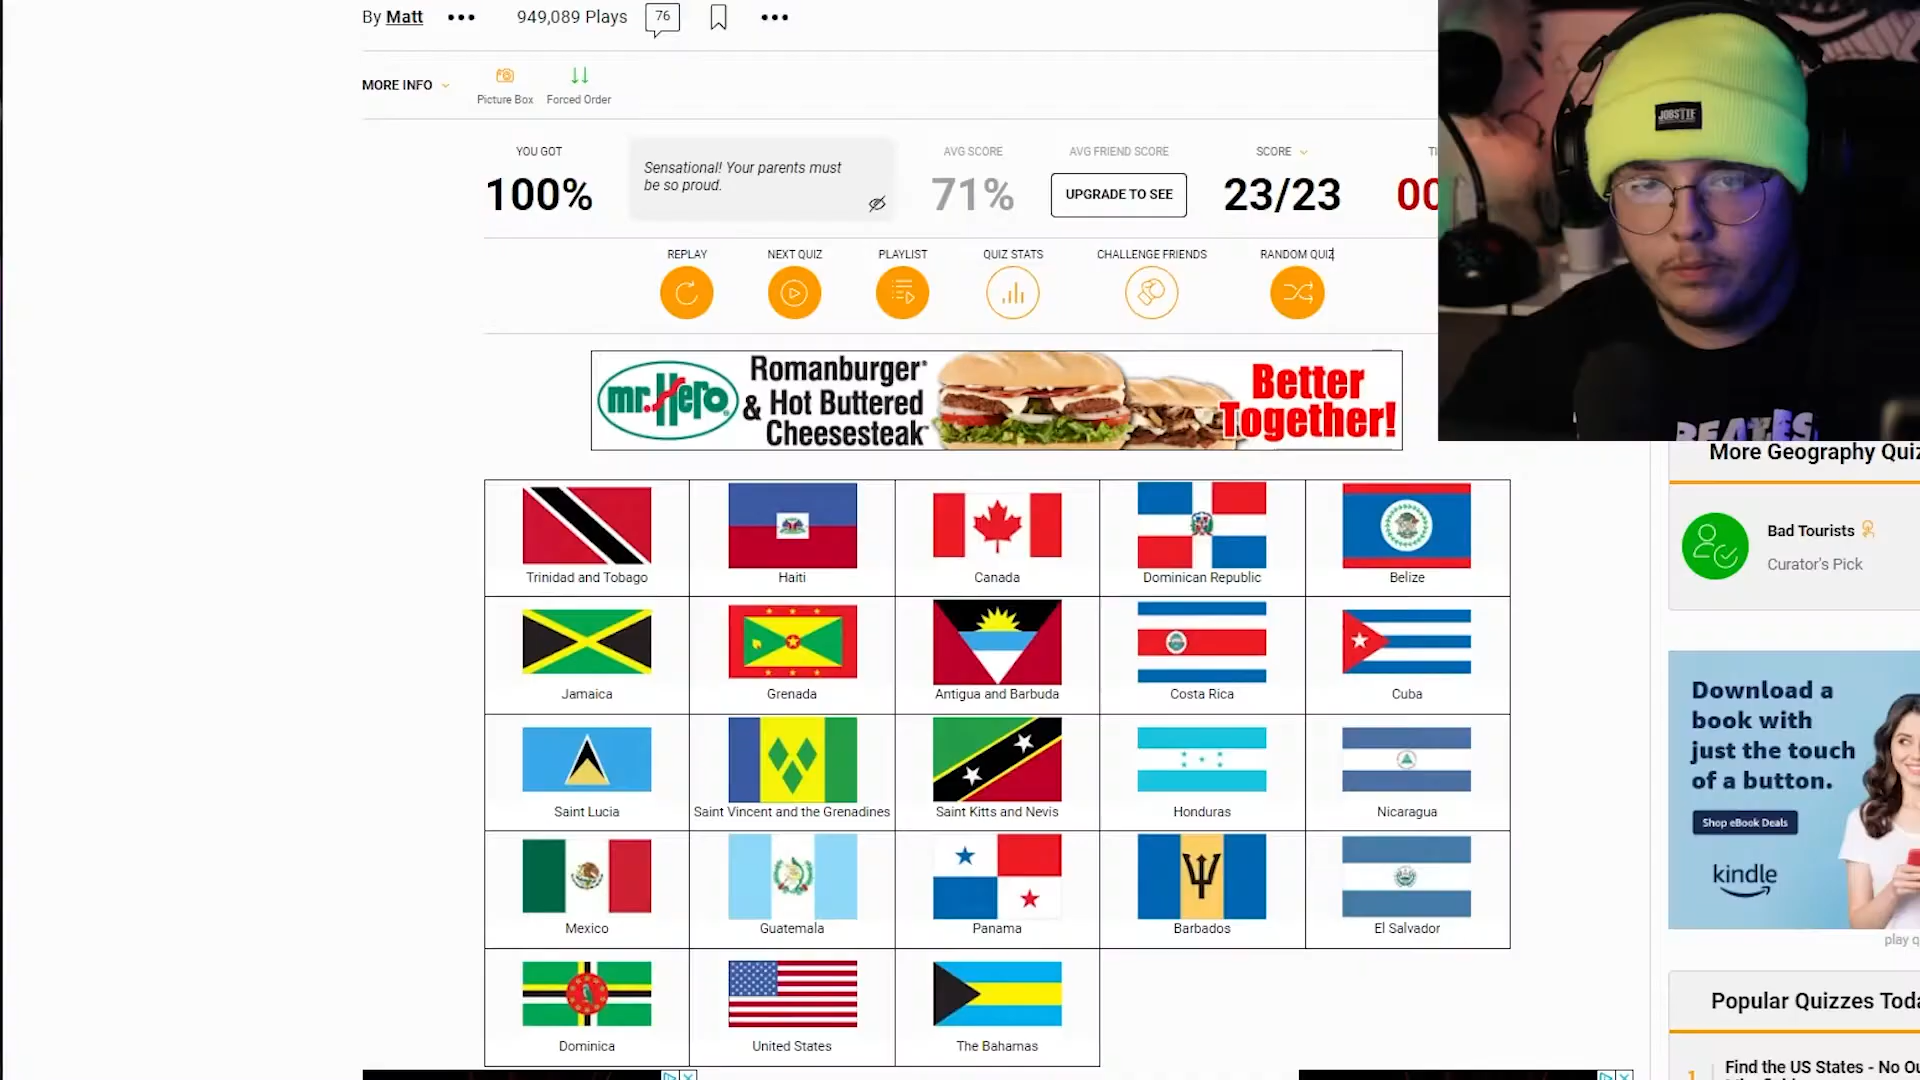 By Matt ••• 949,089 Plays 76 •••
MORE INFO
Picture Box Forced Order
YOU GOT
100%
Sensational! Your parents must
be so proud.
AVG SCORE
71%
AVG FRIEND SCORE
UPGRADE TO SEE
SCORE
23/23
REPLAY NEXT QUIZ PLAYLIST QUIZ STATS CHALLENGE FRIENDS RANDOM QUIZ
mr.Hero
Romanburger
& Hot Buttered
Cheesesteak
Better
Together!
JOBSTIE
Trinidad and Tobago Haiti Canada Dominican Republic Belize
Jamaica Grenada Antigua and Barbuda Costa Rica Cuba
Saint Lucia Saint Vincent and the Grenadines Saint Kitts and Nevis Honduras Nicaragua
Mexico Guatemala Panama Barbados El Salvador
Dominica United States The Bahamas
More Geography Quiz
Bad Tourists
Curator's Pick
Download a
book with
just the touch
of a button.
Shop eBook Deals
kindle
play q
Popular Quizzes Toda
1 Find the US States - No Ou